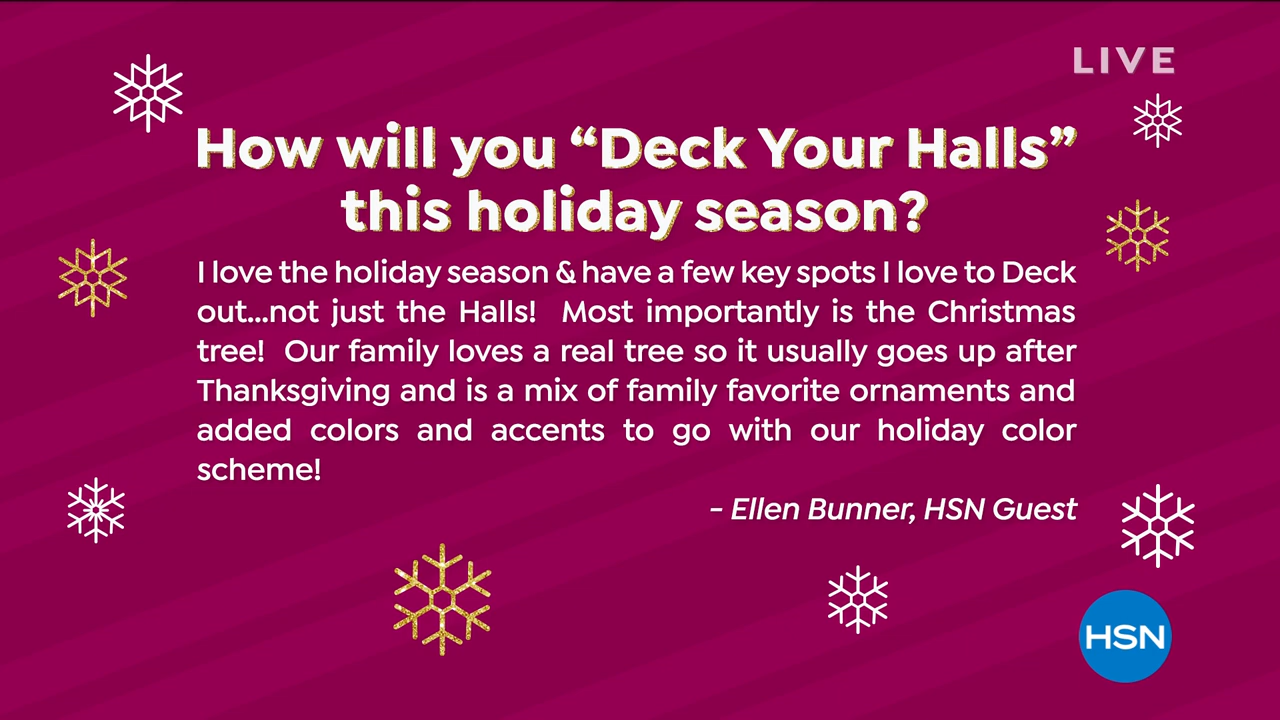 LIVE
How will you “Deck Your Halls”
this holiday season?
I love the holiday season & have a few key spots I love to Deck
out...not just the Halls!  Most importantly is the Christmas
tree!  Our family loves a real tree so it usually goes up after
Thanksgiving and is a mix of family favorite ornaments and
added colors and accents to go with our holiday color
scheme!
- Ellen Bunner, HSN Guest
HSN